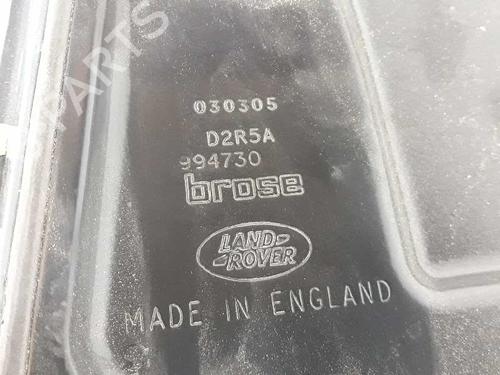 PARTS
030305
D2R5A
994730
brose
LAND-
-ROVER
MADE IN ENGLAND